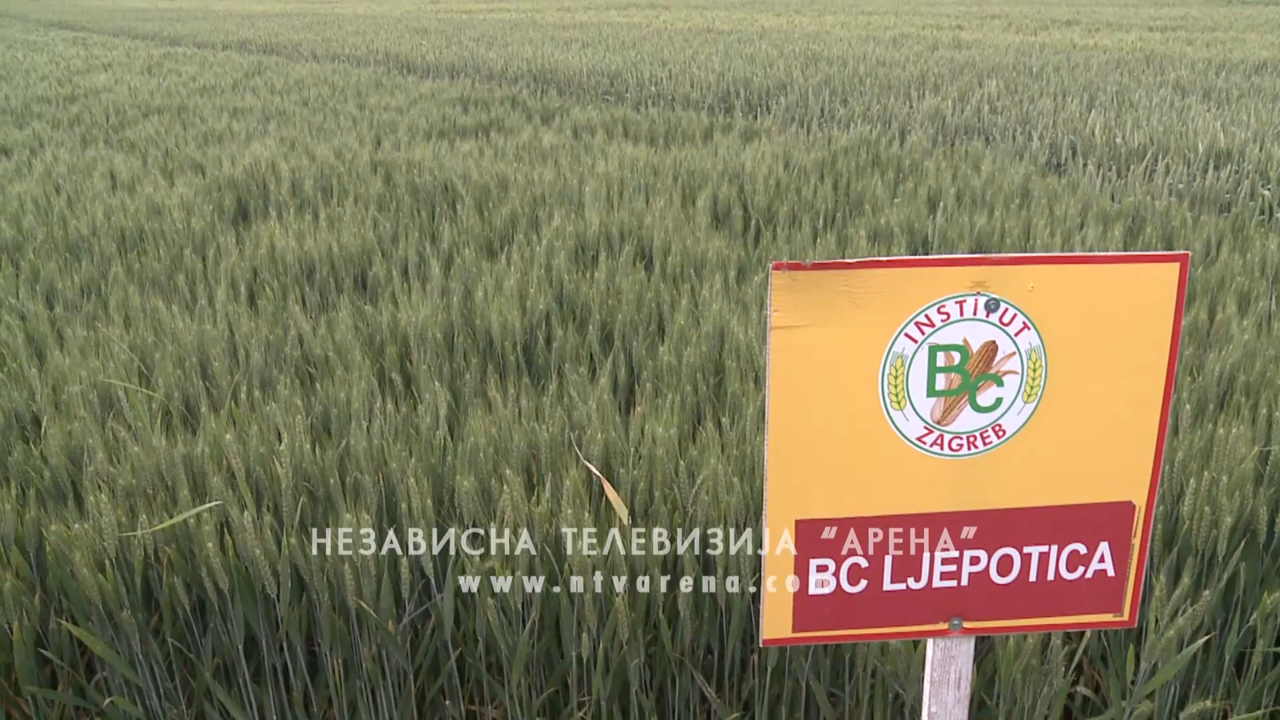 INSTITUT
BC
ZAGREB
НЕЗАВИСНА ТЕЛЕВИЗИЈА “АРЕНА”
www.ntvarena.com
BC LJEPOTICA